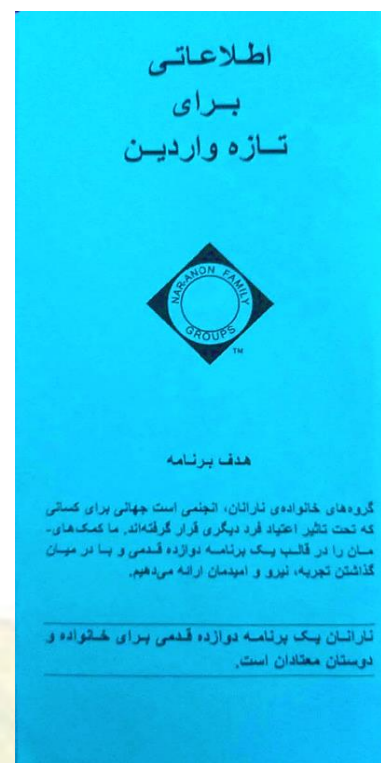 اطلاعاتی
برای
تازه واردین
NAR-ANON FAMILY
GROUPS
TM
هدف برنامه
گروه‌های خانواده‌ی نارانان، انجمنی است جهانی برای کسانی
که تحت تاثیر اعتیاد فرد دیگری قرار گرفته‌اند. ما کمک‌های-
مان را در قالب یک برنامه دوازده قدمی و با در میان
گذاشتن تجربه، نیرو و امیدمان ارائه می‌دهیم.
نارانان یک برنامه دوازده قدمی برای خانواده و
دوستان معتادان است.